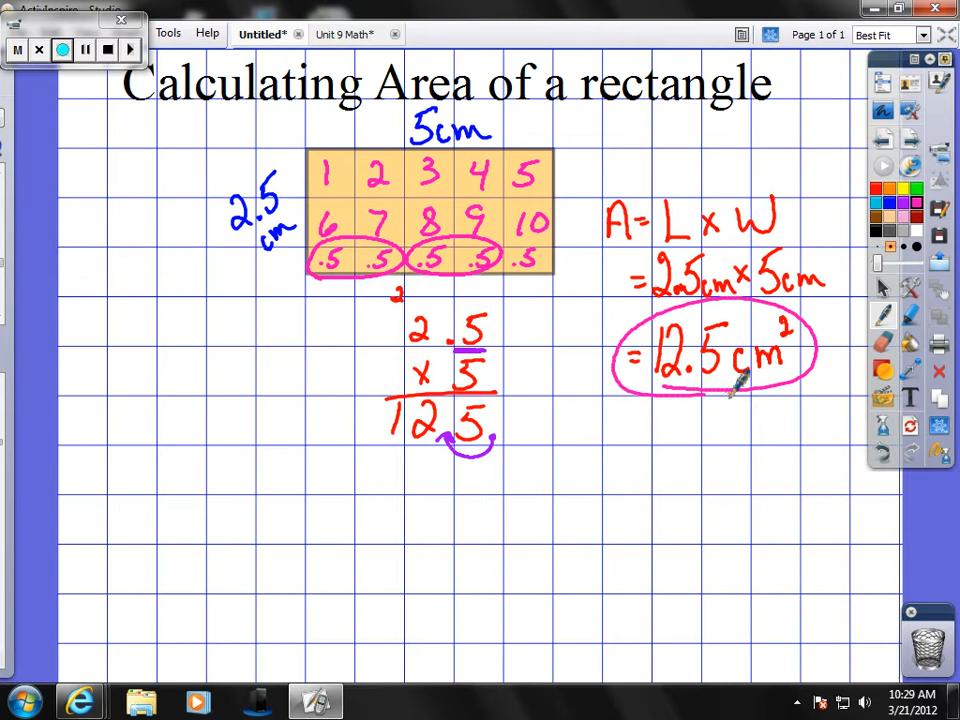 ActivInspire - Studio
M
Tools Help Untitled* Unit 9 Math* Page 1 of 1 Best Fit
Calculating Area of a rectangle
5cm
2.5
cm
1 2 3 4 5
6 7 8 9 10
.5 .5 .5 .5 .5
A = L x W
= 2.5cm x 5cm
= 12.5 cm²
2
2.5
x 5
12 5.
T
10:29 AM
3/21/2012